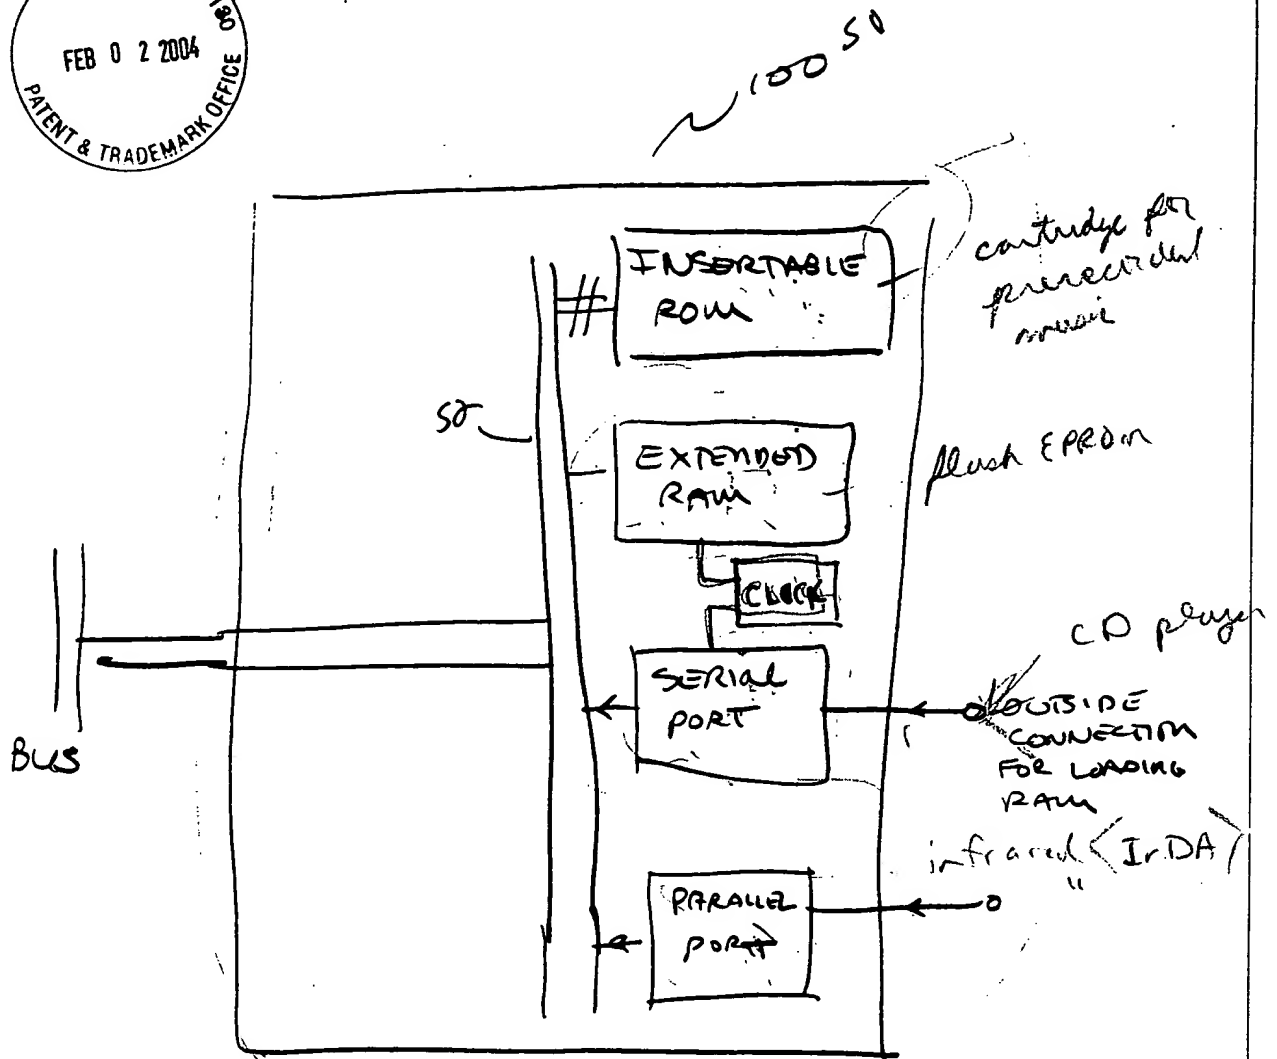 FEB 0 2 2004
PATENT & TRADEMARK OFFICE
100 50
INSERTABLE
ROM
cartridge for
prerecorded
music
52
EXTENDED
RAM
flash EPROM
CLOCK
CD player
SERIAL
PORT
OUTSIDE
CONNECTION
FOR LOADING
RAM
BUS
infrared <IrDA>
"
PARALLEL
PORT